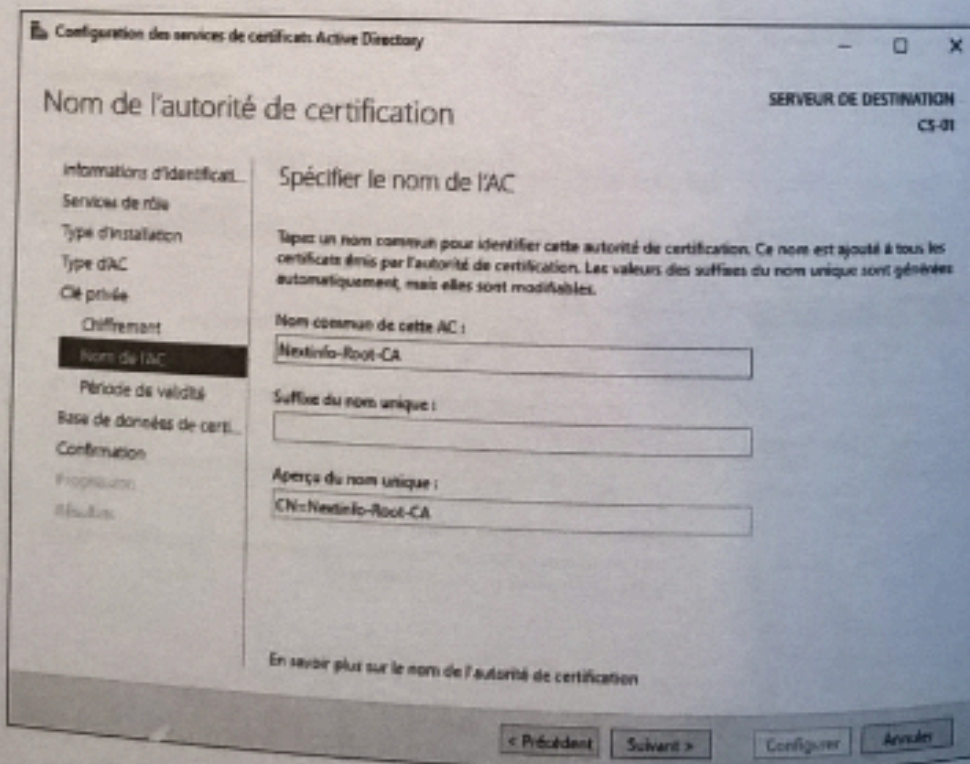 Configuration des services de certificats Active Directory
Nom de l'autorité de certification
SERVEUR DE DESTINATION
CS-01
Informations d'identificati...
Services de rôle
Type d'installation
Type d'AC
Clé privée
Chiffrement
Nom de l'AC
Période de validité
Base de données de certi...
Confirmation
Progression
Résultats
Spécifier le nom de l'AC
Tapez un nom commun pour identifier cette autorité de certification. Ce nom est ajouté à tous les
certificats émis par l'autorité de certification. Les valeurs des suffixes du nom unique sont générées
automatiquement, mais elles sont modifiables.
Nom commun de cette AC :
Nextinfo-Root-CA
Suffixe du nom unique :
Aperçu du nom unique :
CN=Nextinfo-Root-CA
En savoir plus sur le nom de l'autorité de certification
< Précédent
Suivant >
Configurer
Annuler